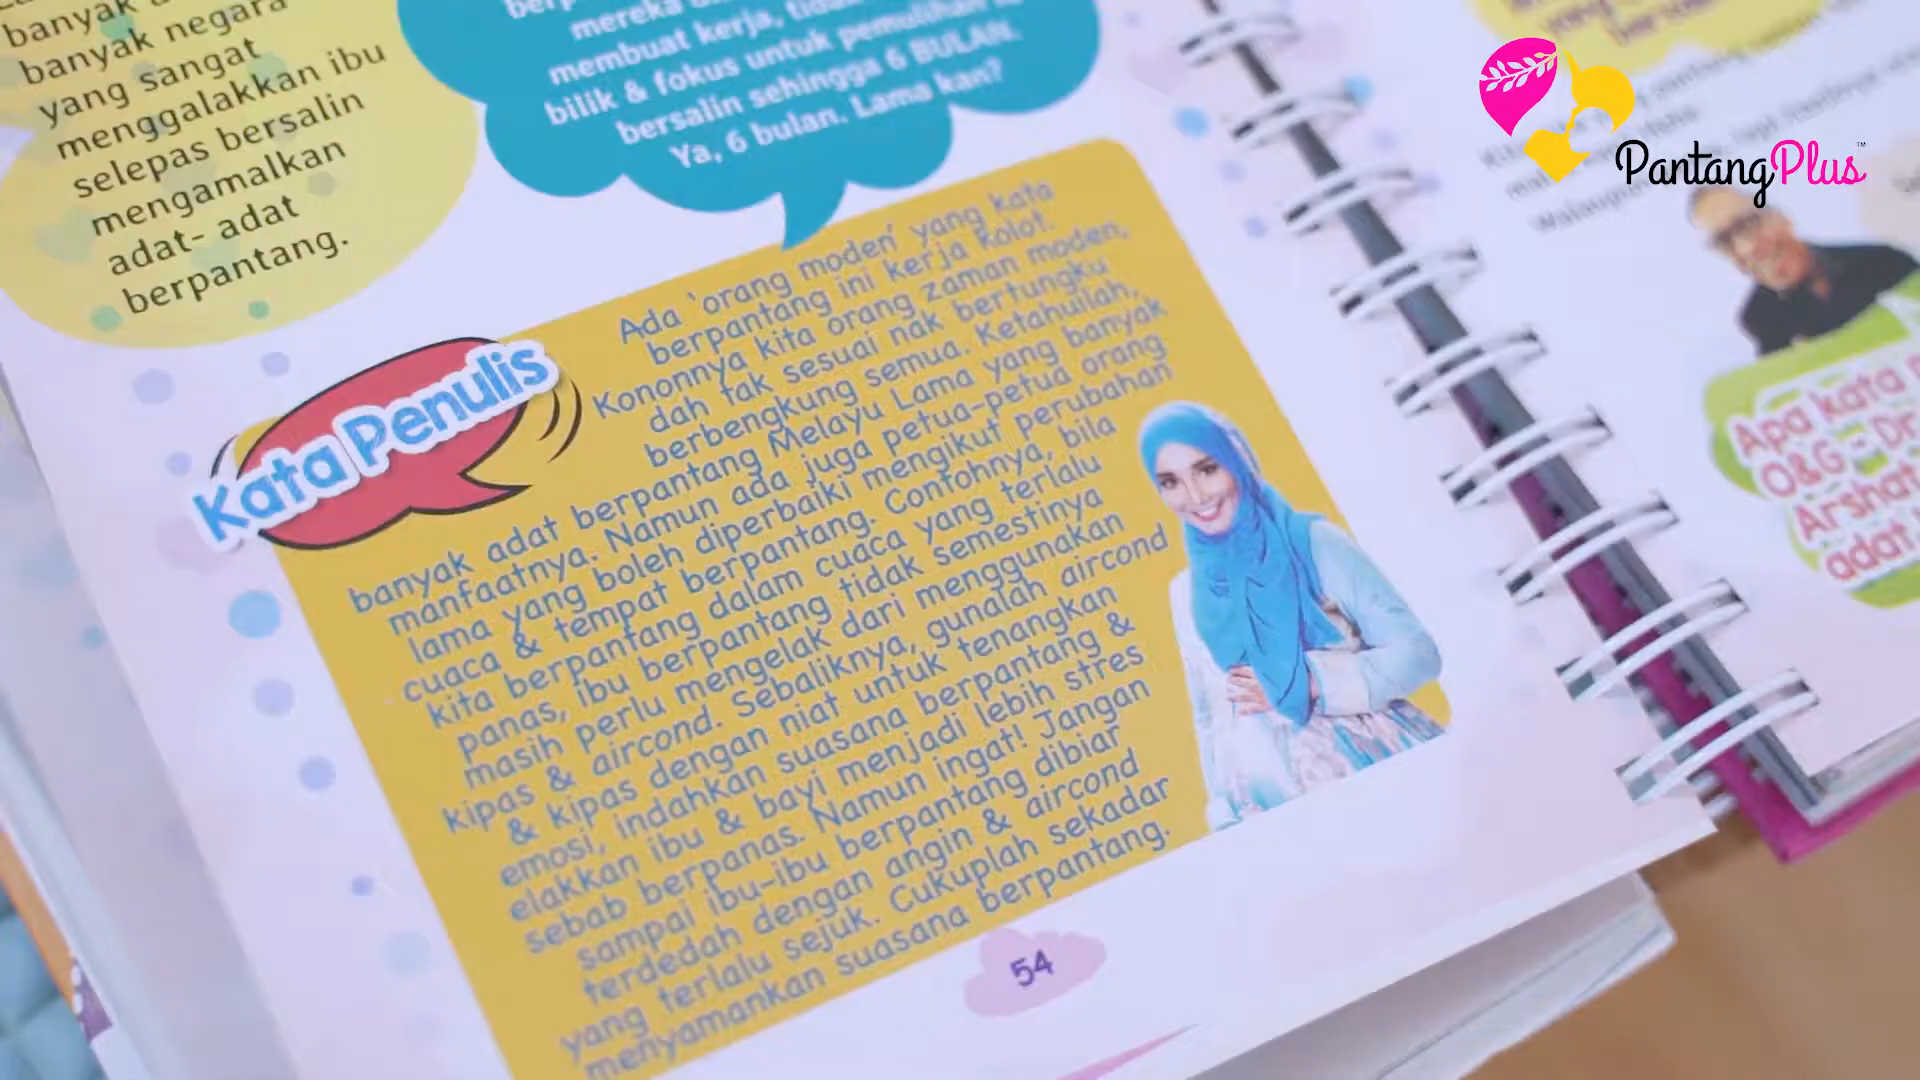 banyak negara
yang sangat
menggalakkan ibu
selepas bersalin
mengamalkan
adat- adat
berpantang.
mereka
membuat kerja,
bilik & fokus untuk pemulihan
bersalin sehingga 6 BULAN.
Ya, 6 bulan. Lama kan?
Kata Penulis
Ada 'orang moden' yang kata
berpantang ini kerja kolot.
Kononnya kita orang zaman moden,
dah tak sesuai nak bertungku
berbengkung semua. Ketahuilah,
banyak adat berpantang Melayu Lama yang banyak
manfaatnya. Namun ada juga petua-petua orang
lama yang boleh diperbaiki mengikut perubahan
cuaca & tempat berpantang. Contohnya, bila
kita berpantang dalam cuaca yang terlalu
panas, ibu berpantang tidak semestinya
masih perlu mengelak dari menggunakan
kipas & aircond. Sebaliknya, gunalah aircond
& kipas dengan niat untuk tenangkan
emosi, indahkan suasana berpantang &
elakkan ibu & bayi menjadi lebih stres
sebab berpanas. Namun ingat! Jangan
sampai ibu-ibu berpantang dibiar
terdedah dengan angin & aircond
yang terlalu sejuk. Cukuplah sekadar
menyamankan suasana berpantang.
54
PantangPlus™
Apa kata
O&G - Dr
Arshat
adat